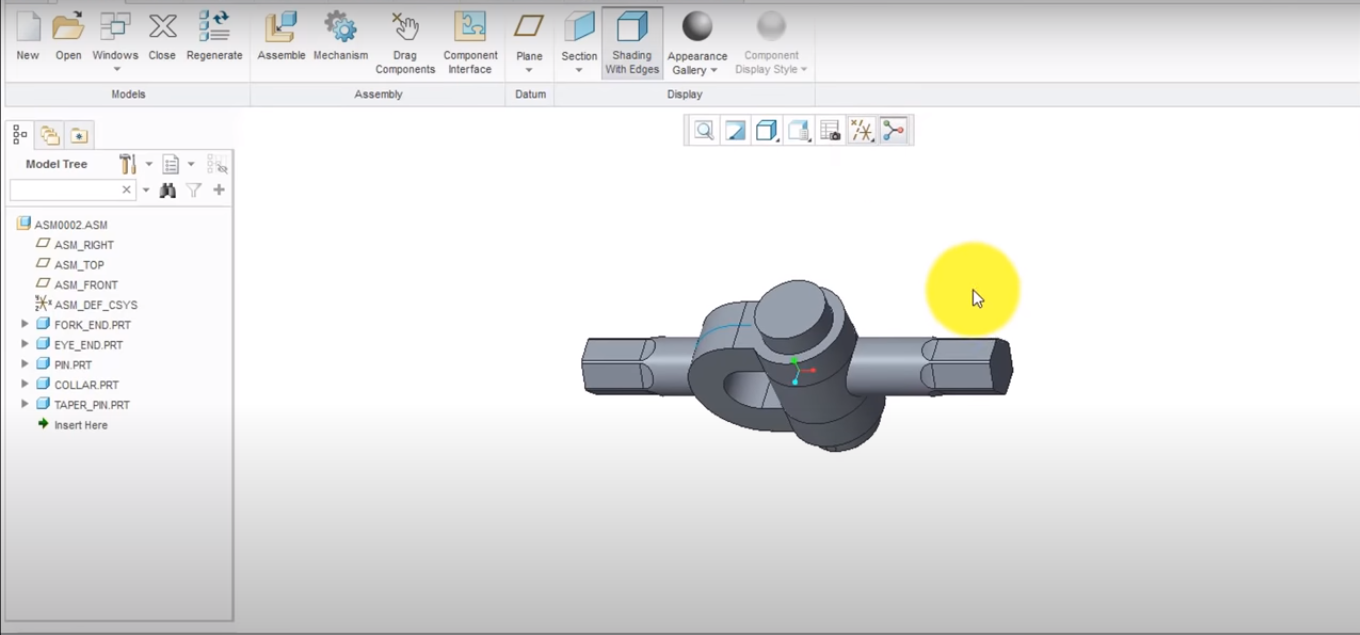 New
Open
Windows
Close
Regenerate
Assemble
Mechanism
Drag
Components
Component
Interface
Plane
Section
Shading
With Edges
Appearance
Gallery
Component
Display Style
Models
Assembly
Datum
Display
Model Tree
ASM0002.ASM
ASM_RIGHT
ASM_TOP
ASM_FRONT
ASM_DEF_CSYS
FORK_END.PRT
EYE_END.PRT
PIN.PRT
COLLAR.PRT
TAPER_PIN.PRT
Insert Here